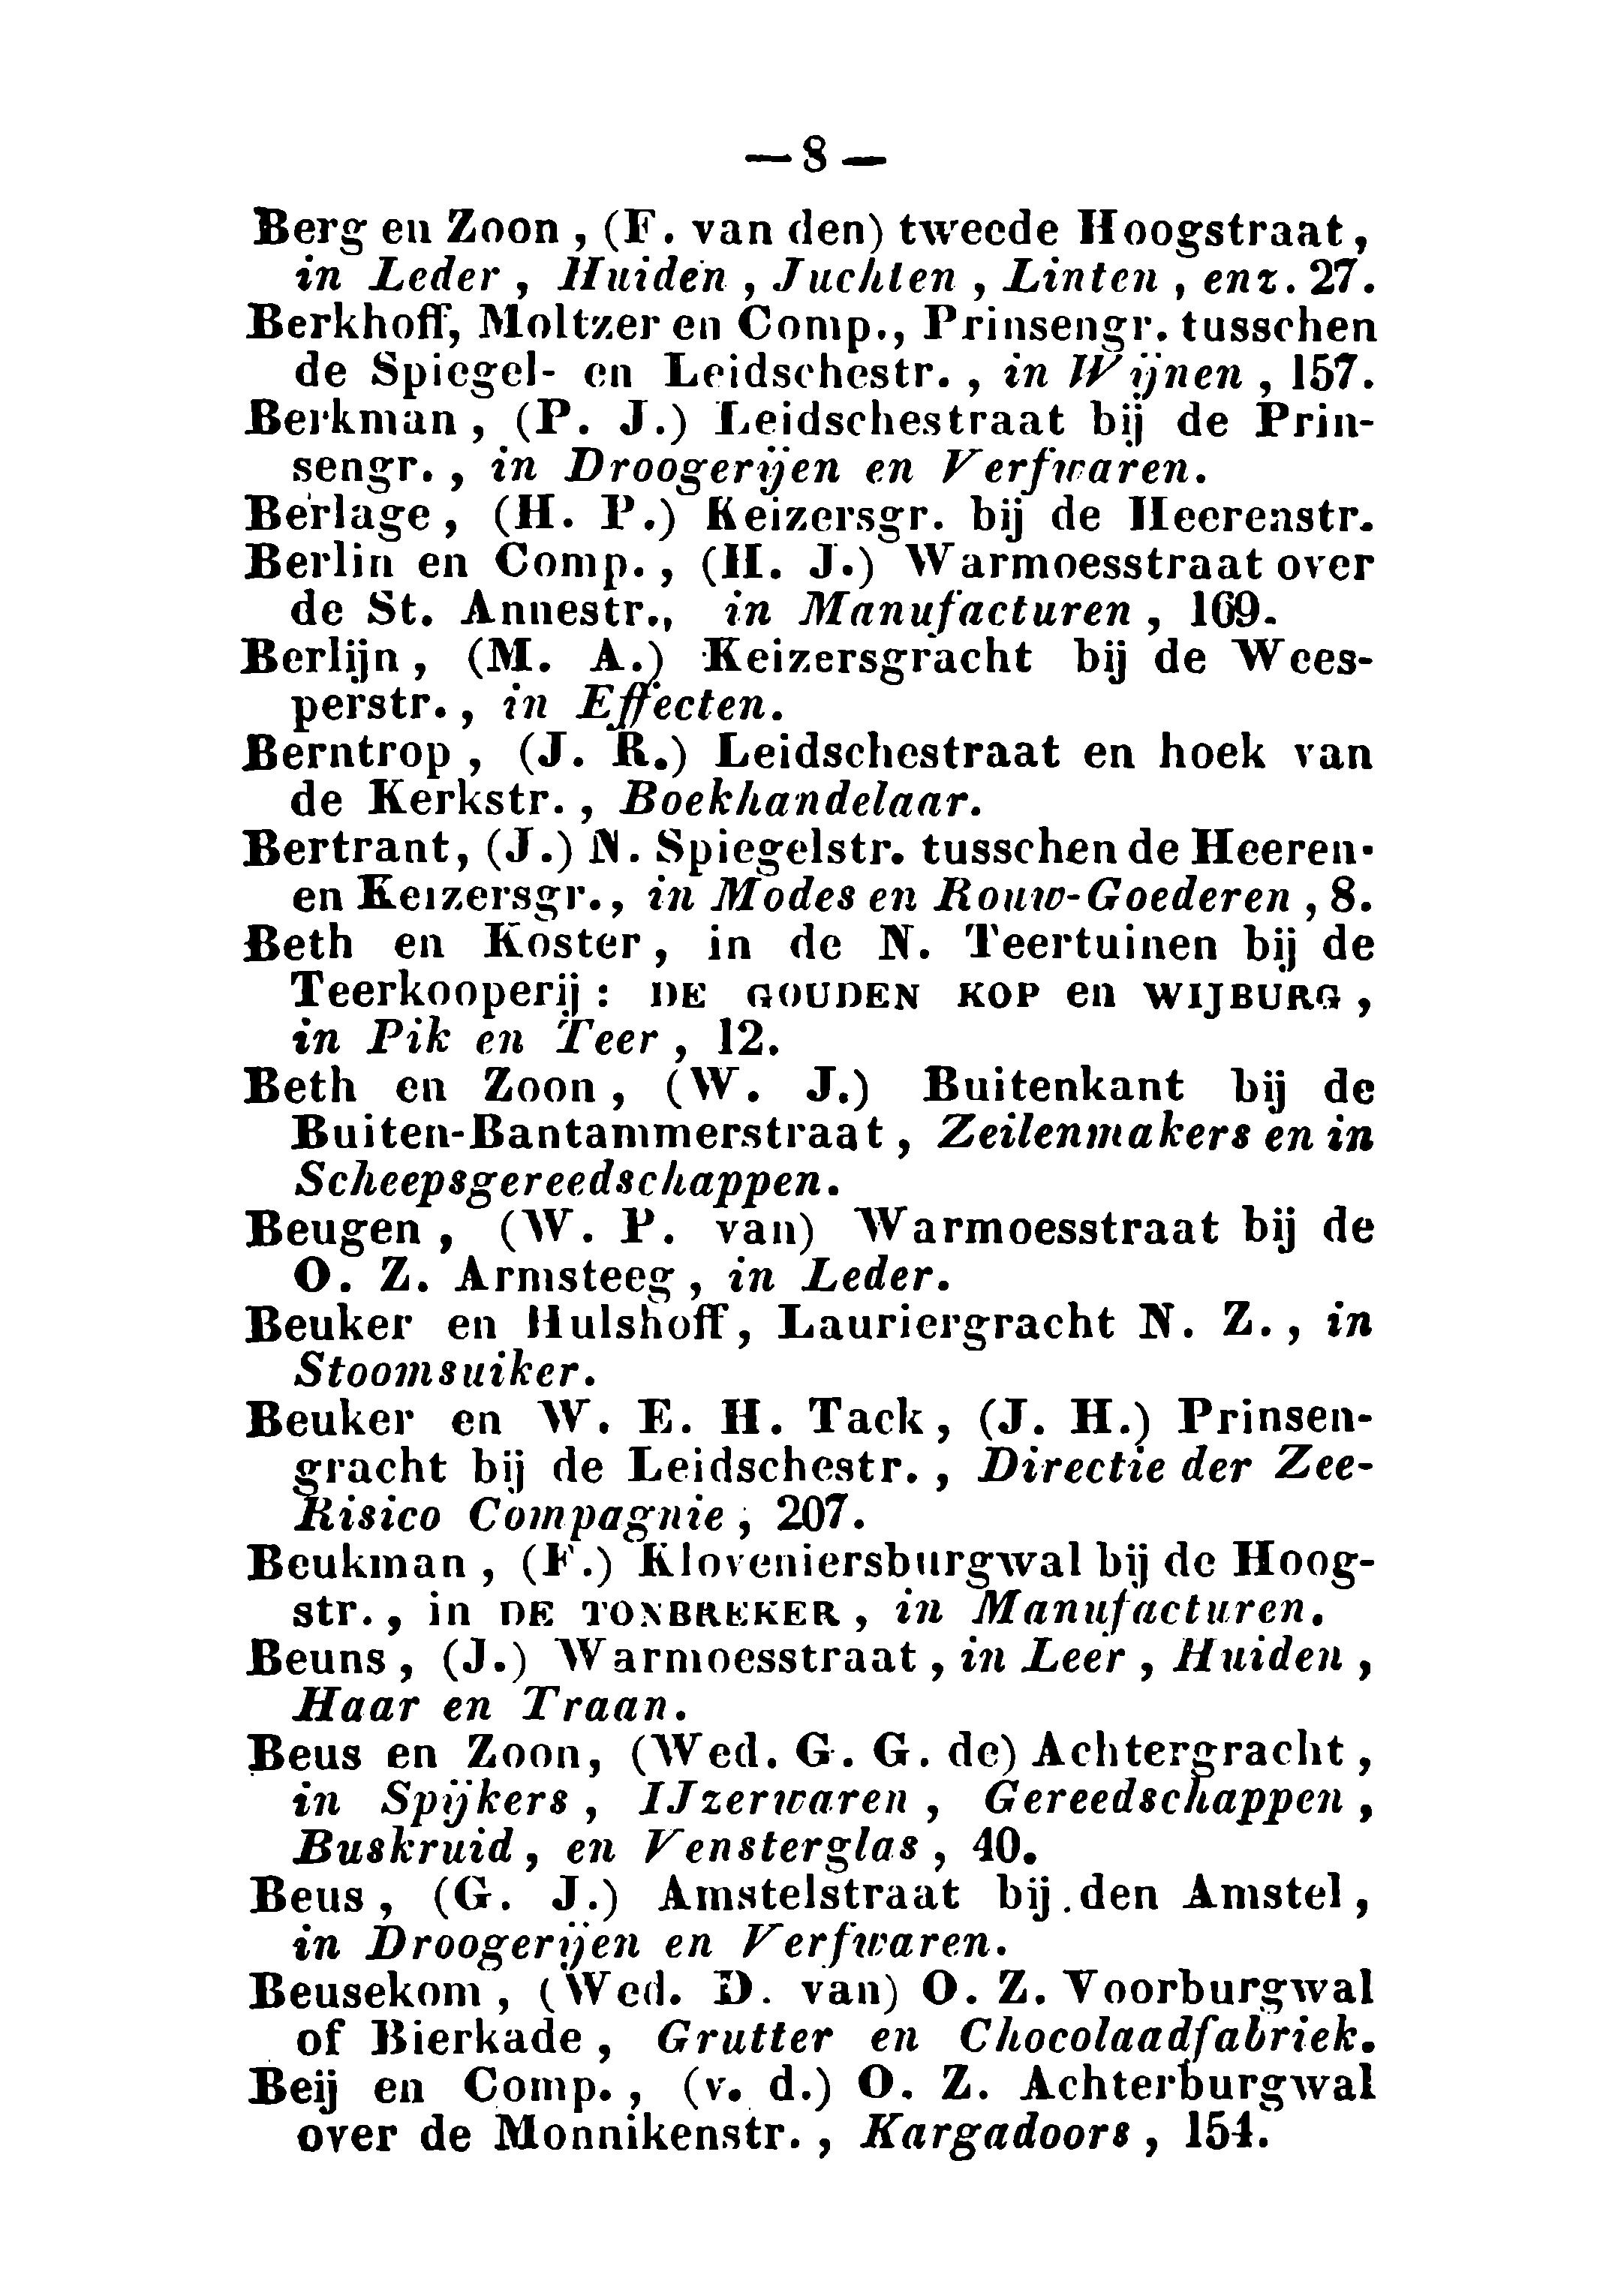 — 8 —
Berg en Zoon, (F. van den) tweede Hoogstraat,
in Leder, Huiden, Juchten, Linten, enz. 27.
Berkhoff, Moltzer en Comp., Prinsengr. tusschen
de Spiegel- en Leidschestr., in Wijnen, 157.
Berkman, (P. J.) Leidschestraat bij de Prin-
sengr., in Droogerijen en Verfwaren.
Berlage, (H. P.) Keizersgr. bij de Heerenstr.
Berlin en Comp., (H. J.) Warmoesstraat over
de St. Annestr., in Manufacturen, 169.
Berlijn, (M. A.) Keizersgracht bij de Wees-
perstr., in Effecten.
Berntrop, (J. R.) Leidschestraat en hoek van
de Kerkstr., Boekhandelaar.
Bertrant, (J.) N. Spiegelstr. tusschen de Heeren-
en Keizersgr., in Modes en Rouw-Goederen, 8.
Beth en Koster, in de N. Teertuinen bij de
Teerkooperij: DE GOUDEN KOP en WIJBURG,
in Pik en Teer, 12.
Beth en Zoon, (W. J.) Buitenkant bij de
Buiten-Bantammerstraat, Zeilenmakers en in
Scheepsgereedschappen.
Beugen, (W. P. van) Warmoesstraat bij de
O. Z. Armsteeg, in Leder.
Beuker en Hulshoff, Lauriergracht N. Z., in
Stoomsuiker.
Beuker en W. E. H. Tack, (J. H.) Prinsen-
gracht bij de Leidschestr., Directie der Zee-
Risico Compagnie, 207.
Beukman, (F.) Kloveniersburgwal bij de Hoog-
str., in DE TONBREKER, in Manufacturen.
Beuns, (J.) Warmoesstraat, in Leer, Huiden,
Haar en Traan.
Beus en Zoon, (Wed. G. G. de) Achtergracht,
in Spijkers, IJzerwaren, Gereedschappen,
Buskruid, en Vensterglas, 40.
Beus, (G. J.) Amstelstraat bij den Amstel,
in Droogerijen en Verfwaren.
Beusekom, (Wed. D. van) O. Z. Voorburgwal
of Bierkade, Grutter en Chocolaadfabriek.
Beij en Comp., (v. d.) O. Z. Achterburgwal
over de Monnikenstr., Kargadoors, 154.